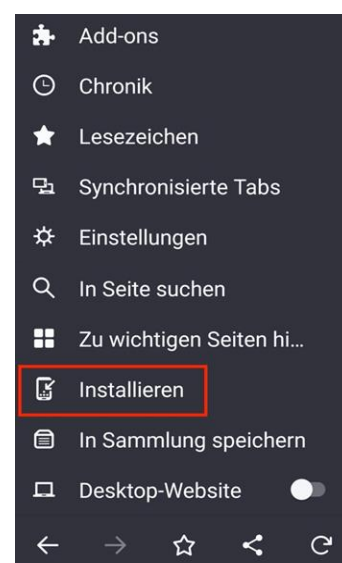 Add-ons
Chronik
Lesezeichen
Synchronisierte Tabs
Einstellungen
In Seite suchen
Zu wichtigen Seiten hi...
Installieren
In Sammlung speichern
Desktop-Website